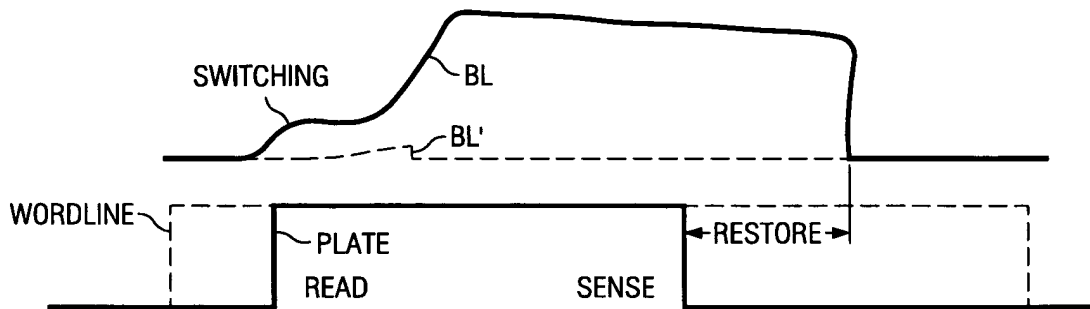 SWITCHING
BL
BL'
WORDLINE
PLATE
RESTORE
READ
SENSE